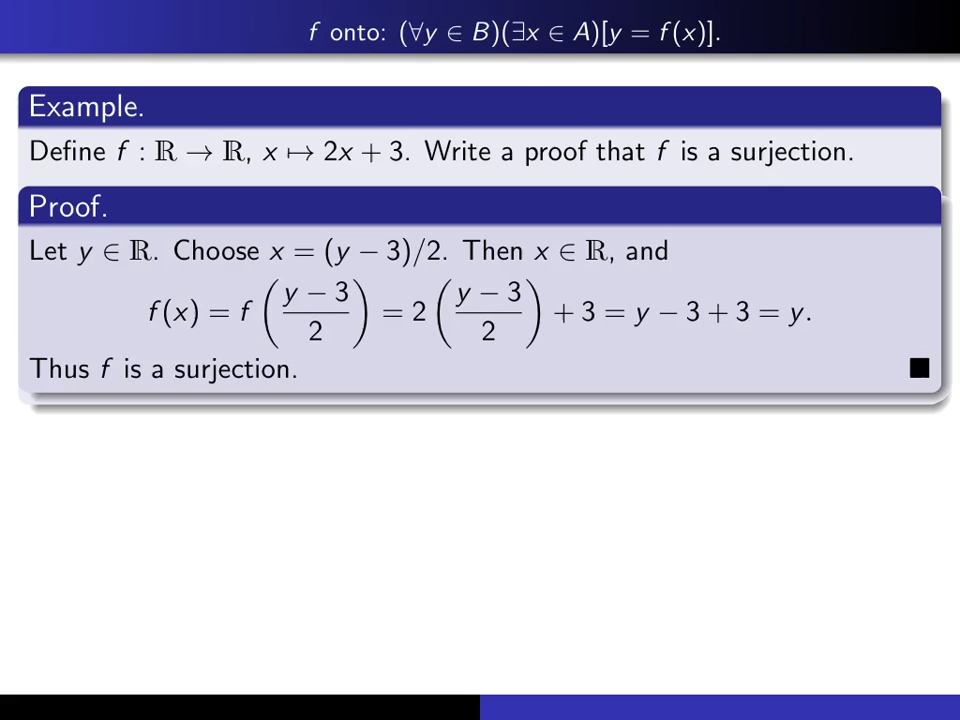 f onto: (∀y ∈ B)(∃x ∈ A)[y = f(x)].
Example.
Define f : ℝ → ℝ, x ↦ 2x + 3. Write a proof that f is a surjection.
Proof.
Let y ∈ ℝ. Choose x = (y − 3)/2. Then x ∈ ℝ, and
f(x) = f((y − 3)/2) = 2((y − 3)/2) + 3 = y − 3 + 3 = y.
Thus f is a surjection. ■